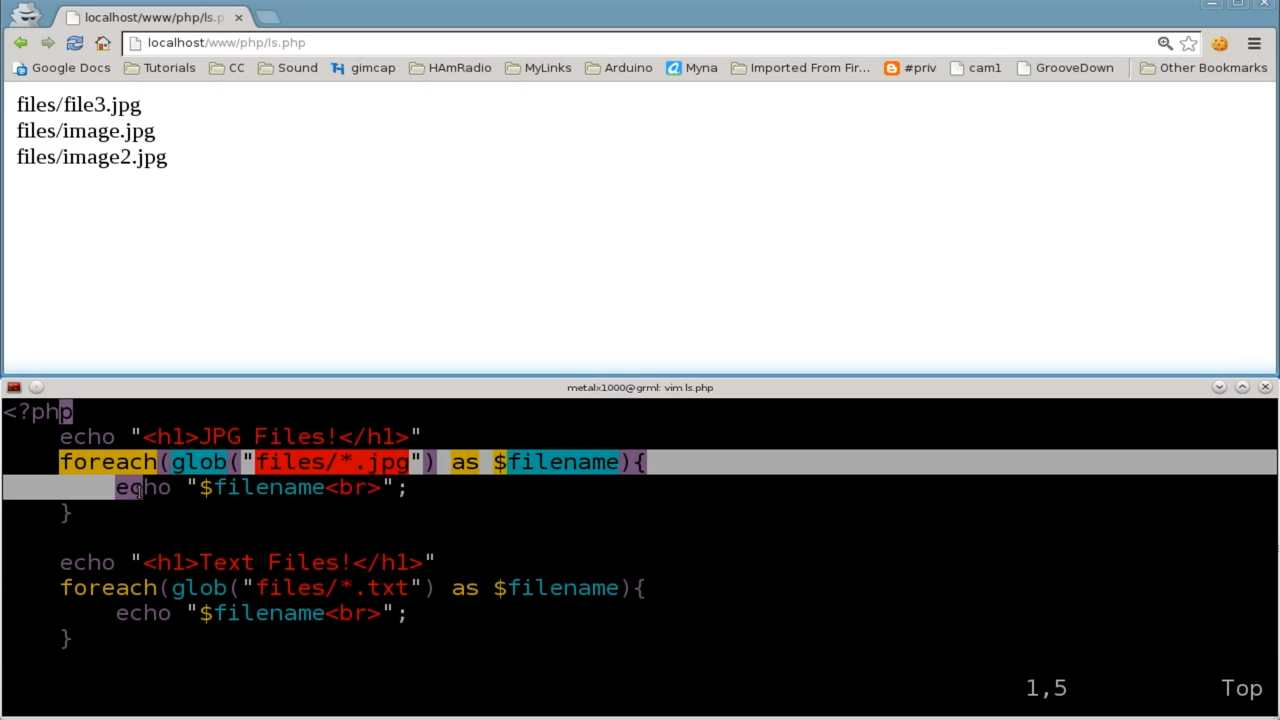 localhost/www/php/ls.p
localhost/www/php/ls.php
Google Docs Tutorials CC Sound gimcap HAmRadio MyLinks Arduino Myna Imported From Fir... #priv cam1 GrooveDown Other Bookmarks
files/file3.jpg
files/image.jpg
files/image2.jpg
metalx1000@grml: vim ls.php
<?php
echo "<h1>JPG Files!</h1>"
foreach(glob("files/*.jpg") as $filename){
echo "$filename<br>";
}
echo "<h1>Text Files!</h1>"
foreach(glob("files/*.txt") as $filename){
echo "$filename<br>";
}
1,5 Top